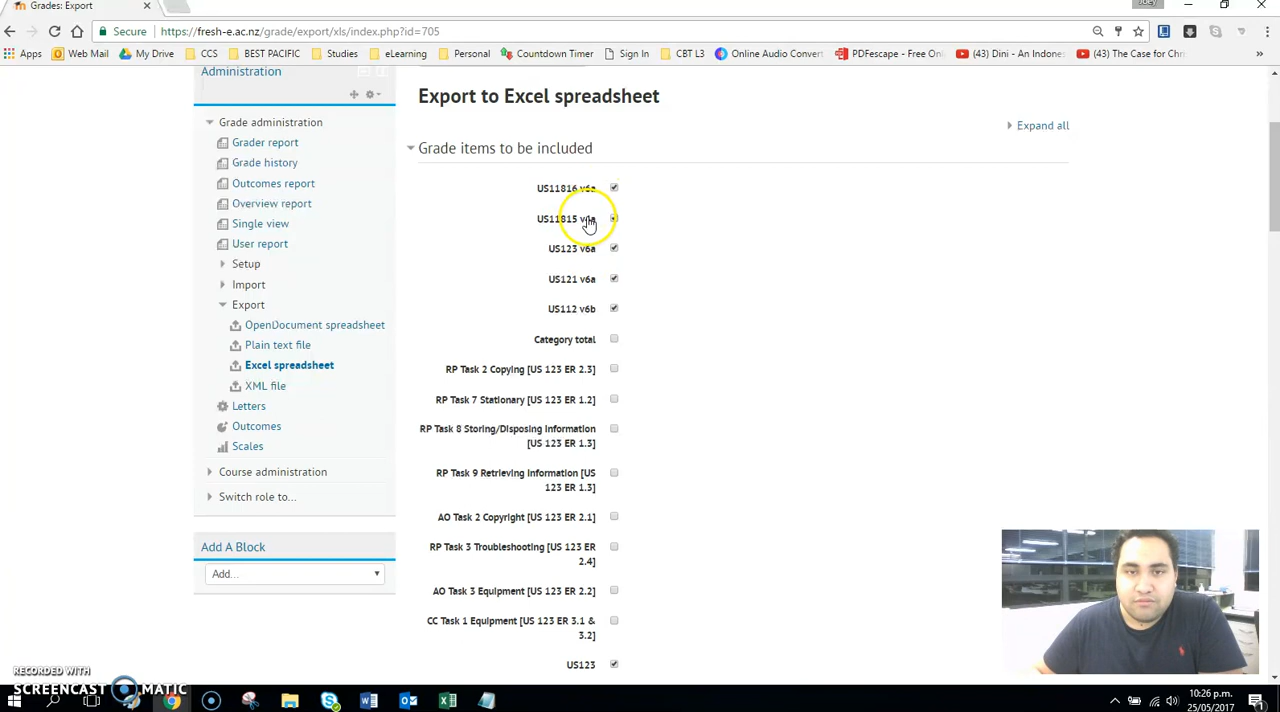 Grades: Export
Joey
Secure
https://fresh-e.ac.nz/grade/export/xls/index.php?id=705
Apps
Web Mail
My Drive
CCS
BEST PACIFIC
Studies
eLearning
Personal
Countdown Timer
Sign In
CBT L3
Online Audio Convert
PDFescape - Free Onl
(43) Dini - An Indones
(43) The Case for Chr
»
Administration
Grade administration
Grader report
Grade history
Outcomes report
Overview report
Single view
User report
Setup
Import
Export
OpenDocument spreadsheet
Plain text file
Excel spreadsheet
XML file
Letters
Outcomes
Scales
Course administration
Switch role to...
Add A Block
Add...
Export to Excel spreadsheet
Expand all
Grade items to be included
US11816 v6a
US11815
US123 v6a
US121 v6a
US112 v6b
Category total
RP Task 2 Copying [US 123 ER 2.3]
RP Task 7 Stationary [US 123 ER 1.2]
RP Task 8 Storing/Disposing Information
[US 123 ER 1.3]
RP Task 9 Retrieving Information [US
123 ER 1.3]
AO Task 2 Copyright [US 123 ER 2.1]
RP Task 3 Troubleshooting [US 123 ER
2.4]
AO Task 3 Equipment [US 123 ER 2.2]
CC Task 1 Equipment [US 123 ER 3.1 &
3.2]
US123
RECORDED WITH
SCREENCAST MATIC
10:26 p.m.
25/05/2017